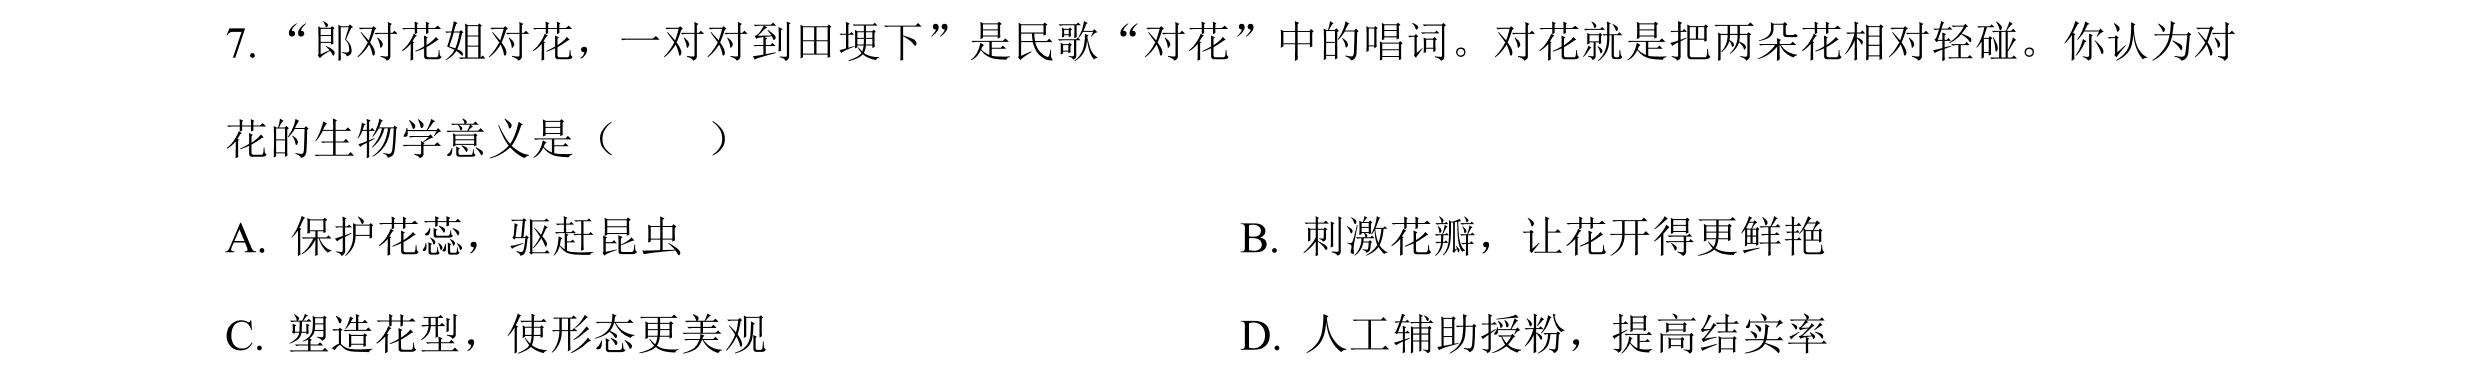 7. “郎对花姐对花，一对对到田埂下”是民歌“对花”中的唱词。对花就是把两朵花相对轻碰。你认为对
花的生物学意义是（　　）
A. 保护花蕊，驱赶昆虫　　B. 刺激花瓣，让花开得更鲜艳
C. 塑造花型，使形态更美观　　D. 人工辅助授粉，提高结实率